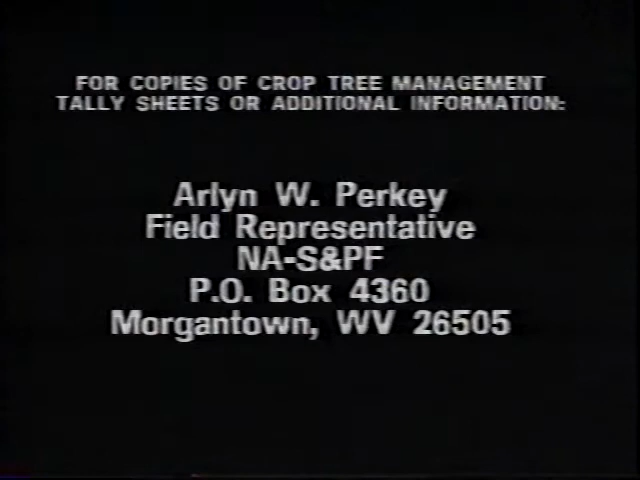 FOR COPIES OF CROP TREE MANAGEMENT
TALLY SHEETS OR ADDITIONAL INFORMATION:
Arlyn W. Perkey
Field Representative
NA-S&PF
P.O. Box 4360
Morgantown, WV 26505